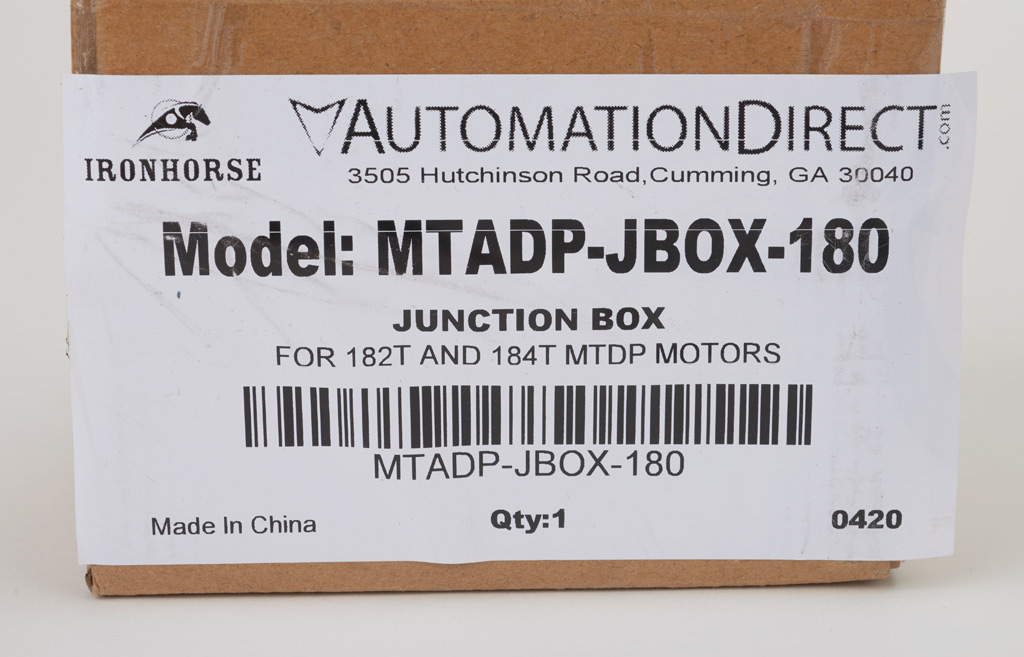 IRONHORSE
AUTOMATIONDIRECT.com
3505 Hutchinson Road,Cumming, GA 30040
Model: MTADP-JBOX-180
JUNCTION BOX
FOR 182T AND 184T MTDP MOTORS
MTADP-JBOX-180
Made In China
Qty:1
0420